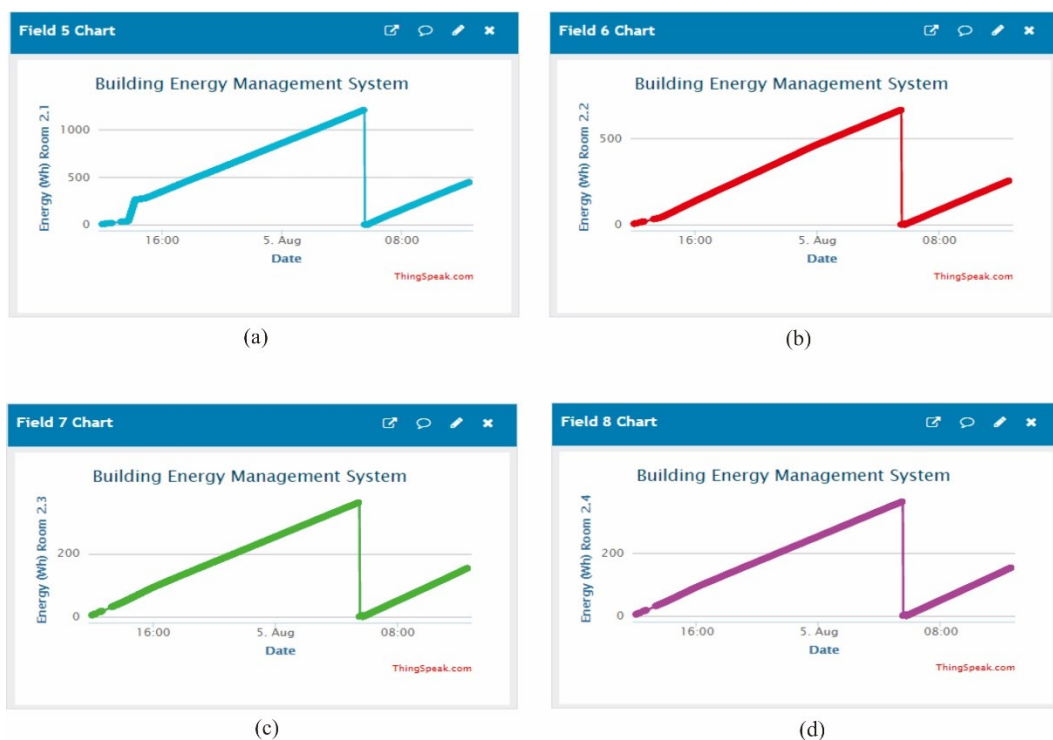 Field 5 Chart
Building Energy Management System
Energy (Wh) Room 2.1
1000
500
0
16:00
5. Aug
08:00
Date
ThingSpeak.com
(a)
Field 6 Chart
Building Energy Management System
Energy (Wh) Room 2.2
500
0
16:00
5. Aug
08:00
Date
ThingSpeak.com
(b)
Field 7 Chart
Building Energy Management System
Energy (Wh) Room 2.3
200
0
16:00
5. Aug
08:00
Date
ThingSpeak.com
(c)
Field 8 Chart
Building Energy Management System
Energy (Wh) Room 2.4
200
0
16:00
5. Aug
08:00
Date
ThingSpeak.com
(d)